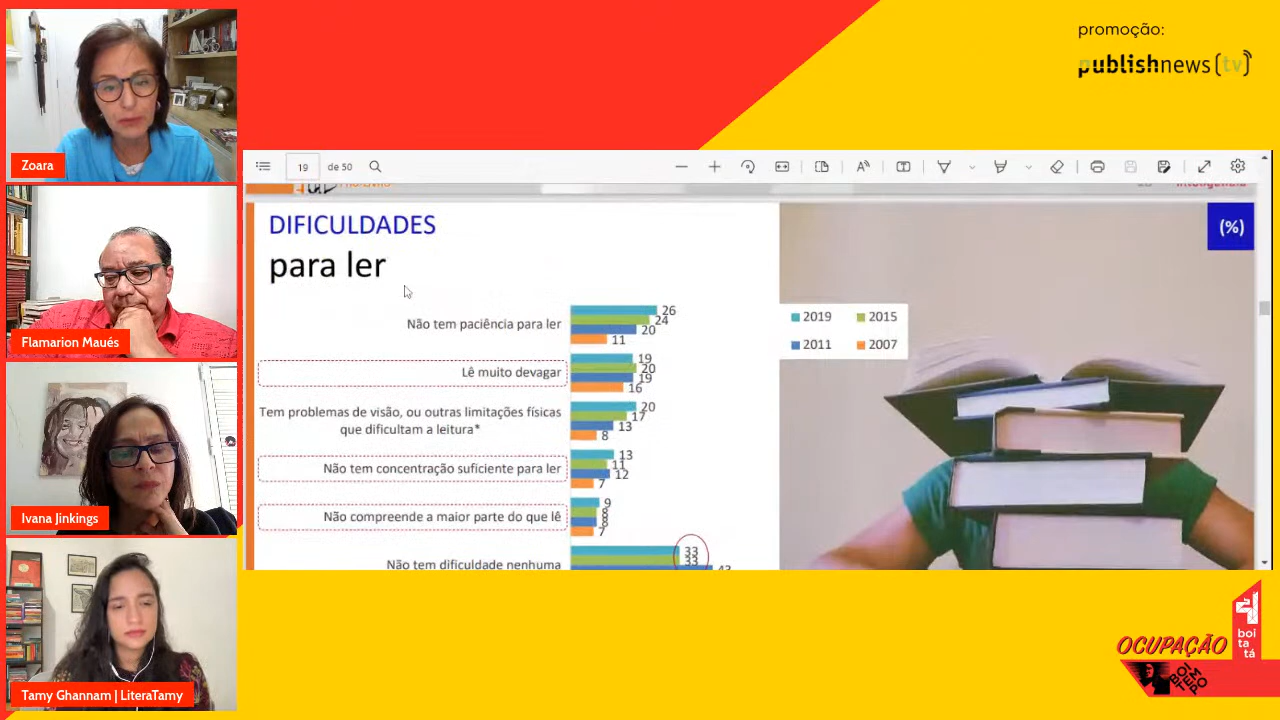 promoção:
publishnews(tv)
Zoara
Flamarion Maués
Ivana Jinkings
Tamy Ghannam | LiteraTamy
19 de 50
DIFICULDADES
para ler
(%)
2019 2015
2011 2007
Não tem paciência para ler
26
24
20
11
Lê muito devagar
19
20
19
16
Tem problemas de visão, ou outras limitações físicas
que dificultam a leitura*
20
17
13
8
Não tem concentração suficiente para ler
13
11
12
7
Não compreende a maior parte do que lê
9
8
8
7
Não tem dificuldade nenhuma
33
33
43
OCUPAÇÃO
boi
ta
tá
BOI
TEM
PO